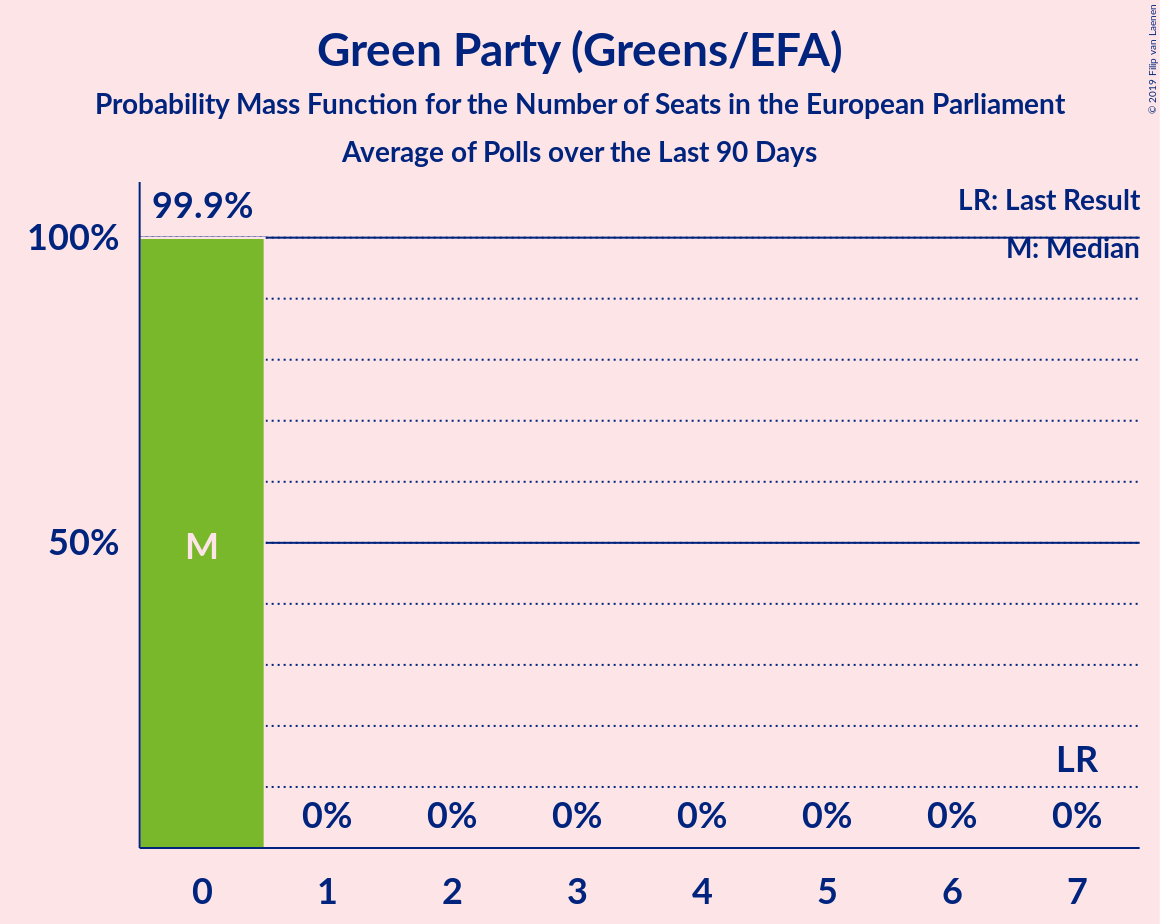 Green Party (Greens/EFA)
Probability Mass Function for the Number of Seats in the European Parliament
Average of Polls over the Last 90 Days
© 2019 Filip van Laenen
LR: Last Result
M: Median
99.9%
100%
50%
M
LR
0% 0% 0% 0% 0% 0% 0%
0 1 2 3 4 5 6 7